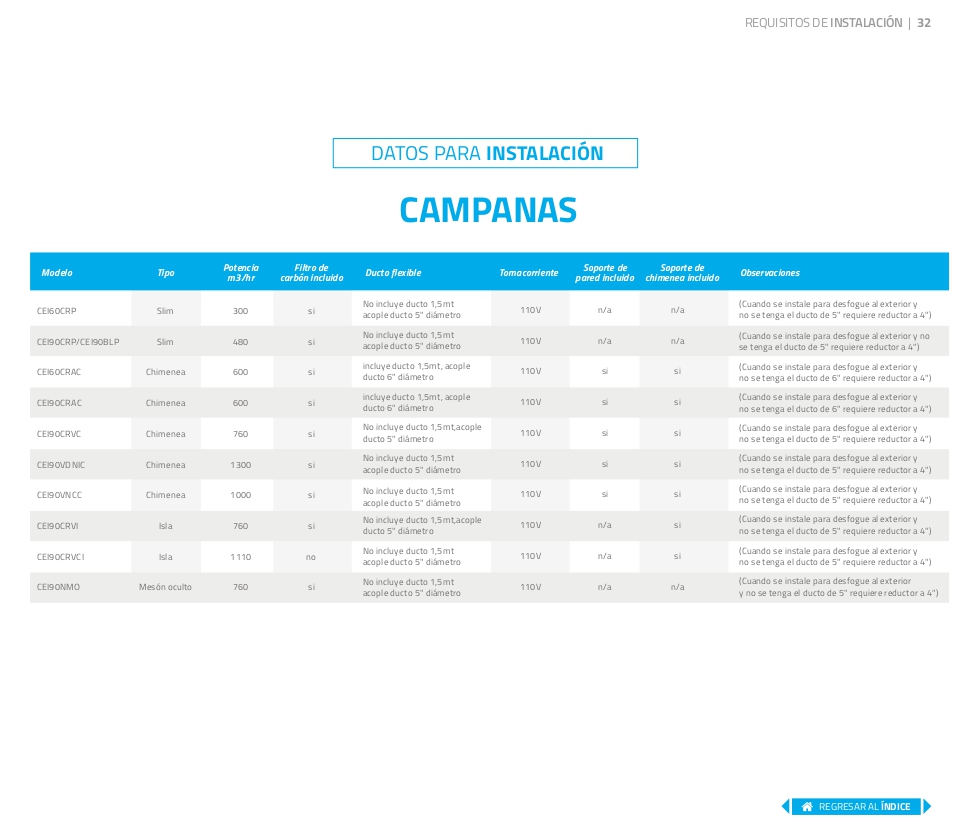 REQUISITOS DE INSTALACIÓN | 32
DATOS PARA INSTALACIÓN
CAMPANAS
Modelo Tipo Potencia m3/hr Filtro de carbón incluido Ducto flexible Tomacorriente Soporte de pared incluido Soporte de chimenea incluido Observaciones
CEI60CRP Slim 300 si No incluye ducto 1,5mt acople ducto 5" diámetro 110V n/a n/a (Cuando se instale para desfogue al exterior y no se tenga el ducto de 5" requiere reductor a 4")
CEI90CRP/CEI90BLP Slim 480 si No incluye ducto 1,5mt acople ducto 5" diámetro 110V n/a n/a (Cuando se instale para desfogue al exterior y no se tenga el ducto de 5" requiere reductor a 4")
CEI60CRAC Chimenea 600 si incluye ducto 1,5mt, acople ducto 6" diámetro 110V si si (Cuando se instale para desfogue al exterior y no se tenga el ducto de 6" requiere reductor a 4")
CEI90CRAC Chimenea 600 si incluye ducto 1,5mt, acople ducto 6" diámetro 110V si si (Cuando se instale para desfogue al exterior y no se tenga el ducto de 6" requiere reductor a 4")
CEI90CRVC Chimenea 760 si No incluye ducto 1,5mt,acople ducto 5" diámetro 110V si si (Cuando se instale para desfogue al exterior y no se tenga el ducto de 5" requiere reductor a 4")
CEI90VDNIC Chimenea 1300 si No incluye ducto 1,5mt acople ducto 5" diámetro 110V si si (Cuando se instale para desfogue al exterior y no se tenga el ducto de 5" requiere reductor a 4")
CEI90VNCC Chimenea 1000 si No incluye ducto 1,5mt acople ducto 5" diámetro 110V si si (Cuando se instale para desfogue al exterior y no se tenga el ducto de 5" requiere reductor a 4")
CEI90CRVI Isla 760 si No incluye ducto 1,5mt,acople ducto 5" diámetro 110V n/a si (Cuando se instale para desfogue al exterior y no se tenga el ducto de 5" requiere reductor a 4")
CEI90CRVCI Isla 1110 no No incluye ducto 1,5mt acople ducto 5" diámetro 110V n/a si (Cuando se instale para desfogue al exterior y no se tenga el ducto de 5" requiere reductor a 4")
CEI90NMO Mesón oculto 760 si No incluye ducto 1,5mt acople ducto 5" diámetro 110V n/a n/a (Cuando se instale para desfogue al exterior y no se tenga el ducto de 5" requiere reductor a 4")
REGRESAR AL ÍNDICE